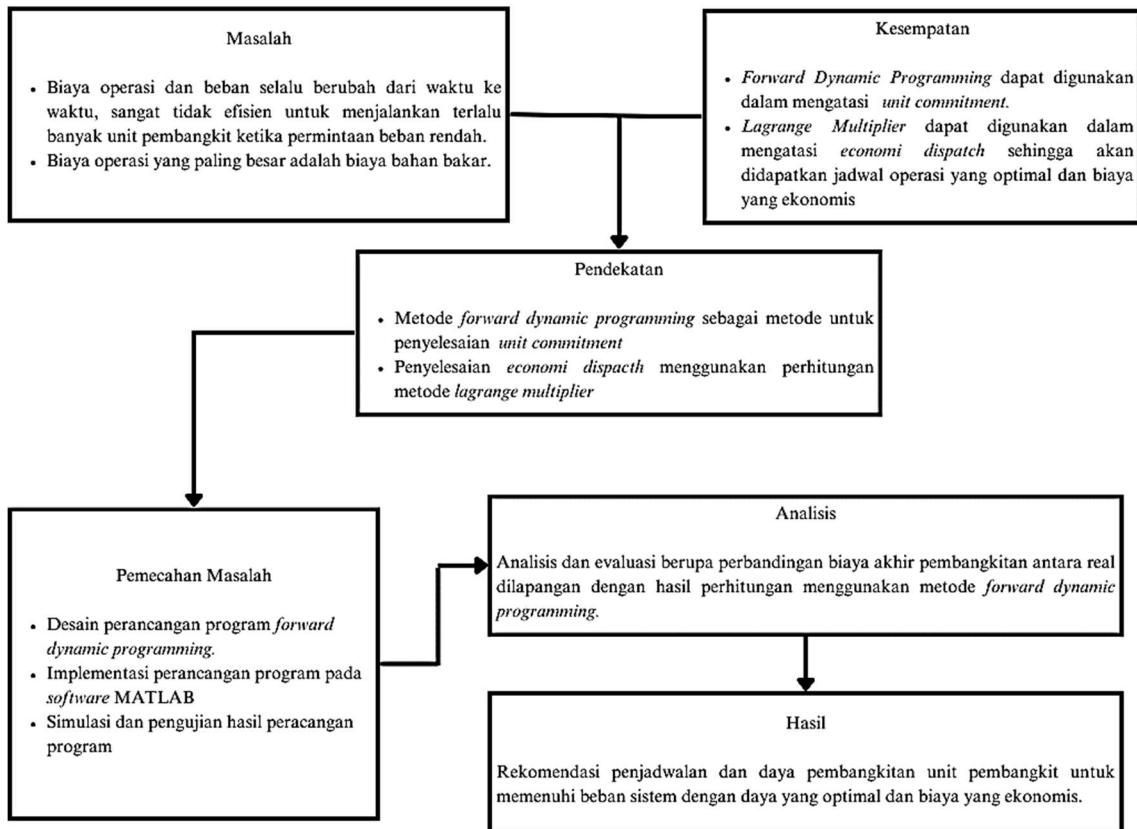 Masalah
• Biaya operasi dan beban selalu berubah dari waktu ke
waktu, sangat tidak efisien untuk menjalankan terlalu
banyak unit pembangkit ketika permintaan beban rendah.
• Biaya operasi yang paling besar adalah biaya bahan bakar.
Kesempatan
• Forward Dynamic Programming dapat digunakan
dalam mengatasi unit commitment.
• Lagrange Multiplier dapat digunakan dalam
mengatasi economi dispatch sehingga akan
didapatkan jadwal operasi yang optimal dan biaya
yang ekonomis
Pendekatan
• Metode forward dynamic programming sebagai metode untuk
penyelesaian unit commitment
• Penyelesaian economi dispacth menggunakan perhitungan
metode lagrange multiplier
Pemecahan Masalah
• Desain perancangan program forward
dynamic programming.
• Implementasi perancangan program pada
software MATLAB
• Simulasi dan pengujian hasil peracangan
program
Analisis
Analisis dan evaluasi berupa perbandingan biaya akhir pembangkitan antara real
dilapangan dengan hasil perhitungan menggunakan metode forward dynamic
programming.
Hasil
Rekomendasi penjadwalan dan daya pembangkitan unit pembangkit untuk
memenuhi beban sistem dengan daya yang optimal dan biaya yang ekonomis.